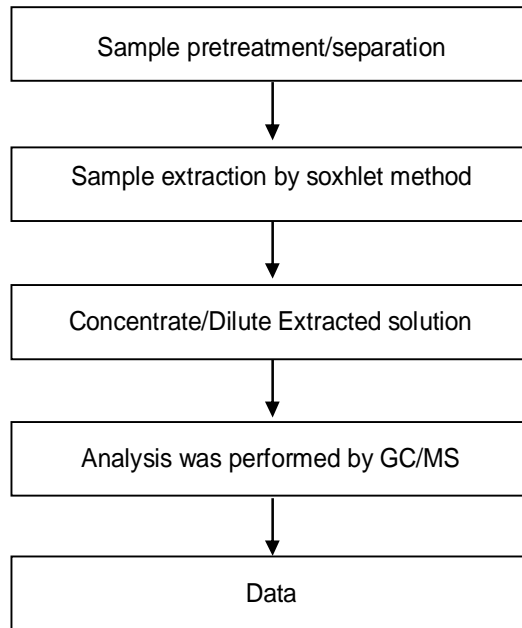 Sample pretreatment/separation
Sample extraction by soxhlet method
Concentrate/Dilute Extracted solution
Analysis was performed by GC/MS
Data